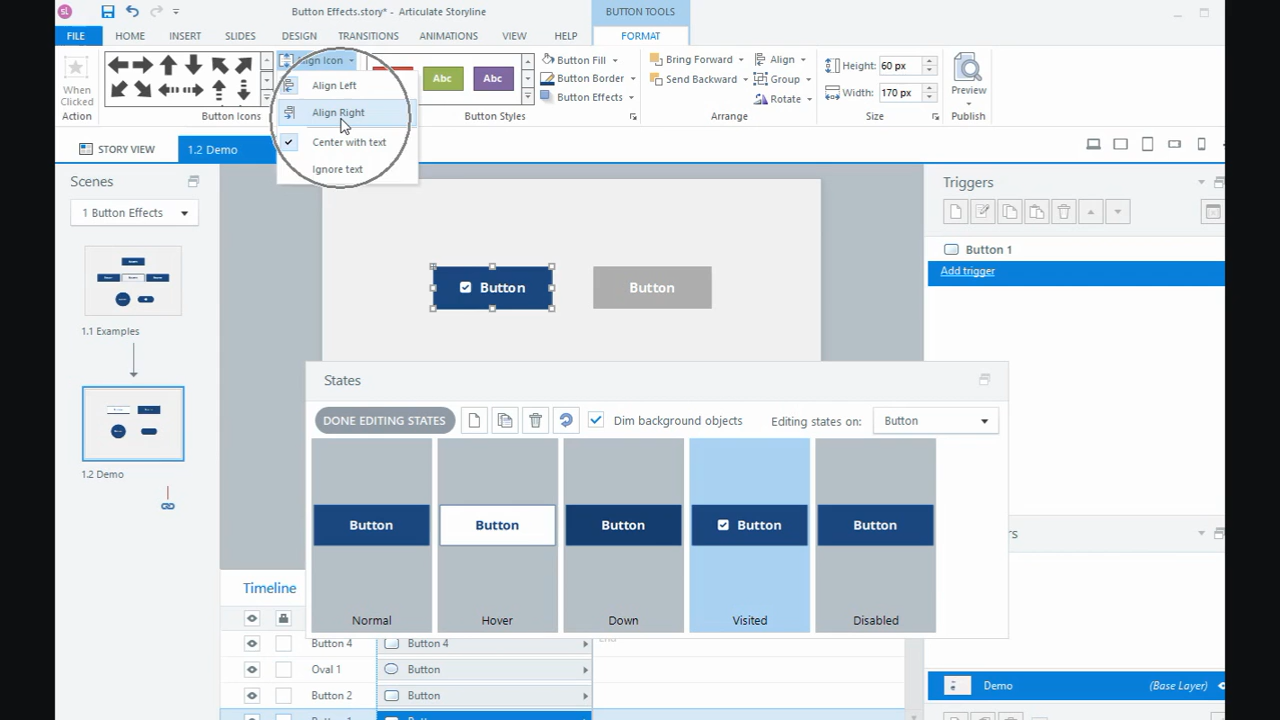 sl
Button Effects.story* - Articulate Storyline
BUTTON TOOLS
FILE HOME INSERT SLIDES DESIGN TRANSITIONS ANIMATIONS VIEW HELP FORMAT
When Clicked
Action
Button Icons
Align Icon
Align Left
Align Right
Center with text
Ignore text
Abc Abc
Button Styles
Button Fill
Button Border
Button Effects
Bring Forward
Send Backward
Align
Group
Rotate
Arrange
Height: 60 px
Width: 170 px
Size
Preview
Publish
STORY VIEW
1.2 Demo
Scenes
1 Button Effects
1.1 Examples
1.2 Demo
Button
Button
Triggers
Button 1
Add trigger
States
DONE EDITING STATES
Dim background objects
Editing states on:
Button
Button Button Button Button Button
Normal Hover Down Visited Disabled
Timeline
Button 4 Button 4
Oval 1 Button
Button 2 Button
Demo (Base Layer)